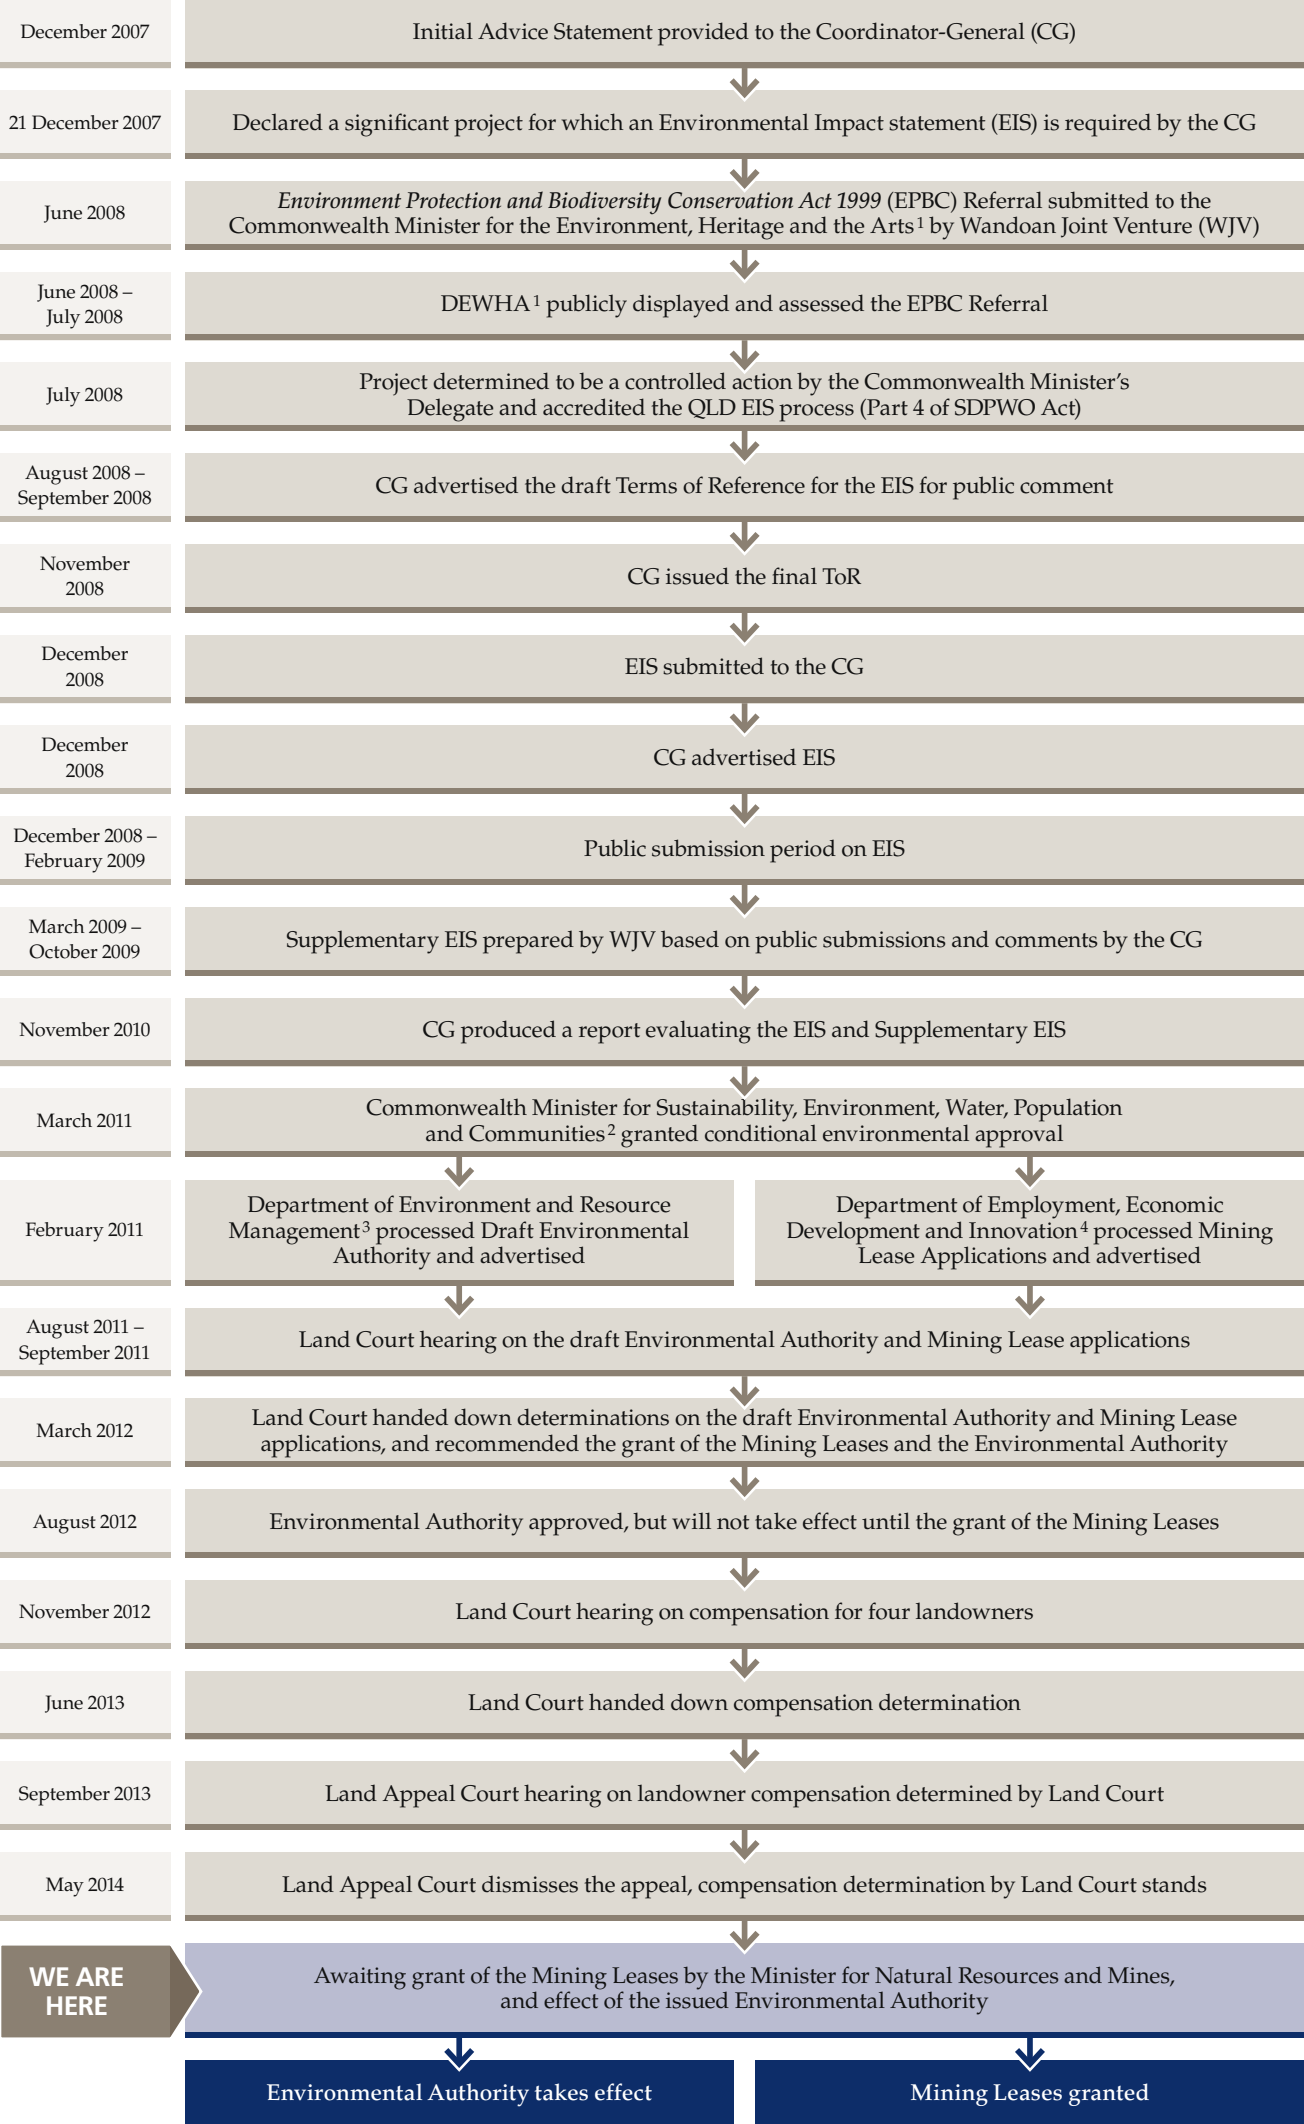 December 2007
Initial Advice Statement provided to the Coordinator-General (CG)
21 December 2007
Declared a significant project for which an Environmental Impact statement (EIS) is required by the CG
June 2008
Environment Protection and Biodiversity Conservation Act 1999 (EPBC) Referral submitted to the
Commonwealth Minister for the Environment, Heritage and the Arts1 by Wandoan Joint Venture (WJV)
June 2008 –
July 2008
DEWHA1 publicly displayed and assessed the EPBC Referral
July 2008
Project determined to be a controlled action by the Commonwealth Minister’s
Delegate and accredited the QLD EIS process (Part 4 of SDPWO Act)
August 2008 –
September 2008
CG advertised the draft Terms of Reference for the EIS for public comment
November
2008
CG issued the final ToR
December
2008
EIS submitted to the CG
December
2008
CG advertised EIS
December 2008 –
February 2009
Public submission period on EIS
March 2009 –
October 2009
Supplementary EIS prepared by WJV based on public submissions and comments by the CG
November 2010
CG produced a report evaluating the EIS and Supplementary EIS
March 2011
Commonwealth Minister for Sustainability, Environment, Water, Population
and Communities2 granted conditional environmental approval
February 2011
Department of Environment and Resource
Management3 processed Draft Environmental
Authority and advertised
Department of Employment, Economic
Development and Innovation4 processed Mining
Lease Applications and advertised
August 2011 –
September 2011
Land Court hearing on the draft Environmental Authority and Mining Lease applications
March 2012
Land Court handed down determinations on the draft Environmental Authority and Mining Lease
applications, and recommended the grant of the Mining Leases and the Environmental Authority
August 2012
Environmental Authority approved, but will not take effect until the grant of the Mining Leases
November 2012
Land Court hearing on compensation for four landowners
June 2013
Land Court handed down compensation determination
September 2013
Land Appeal Court hearing on landowner compensation determined by Land Court
May 2014
Land Appeal Court dismisses the appeal, compensation determination by Land Court stands
WE ARE
HERE
Awaiting grant of the Mining Leases by the Minister for Natural Resources and Mines,
and effect of the issued Environmental Authority
Environmental Authority takes effect
Mining Leases granted